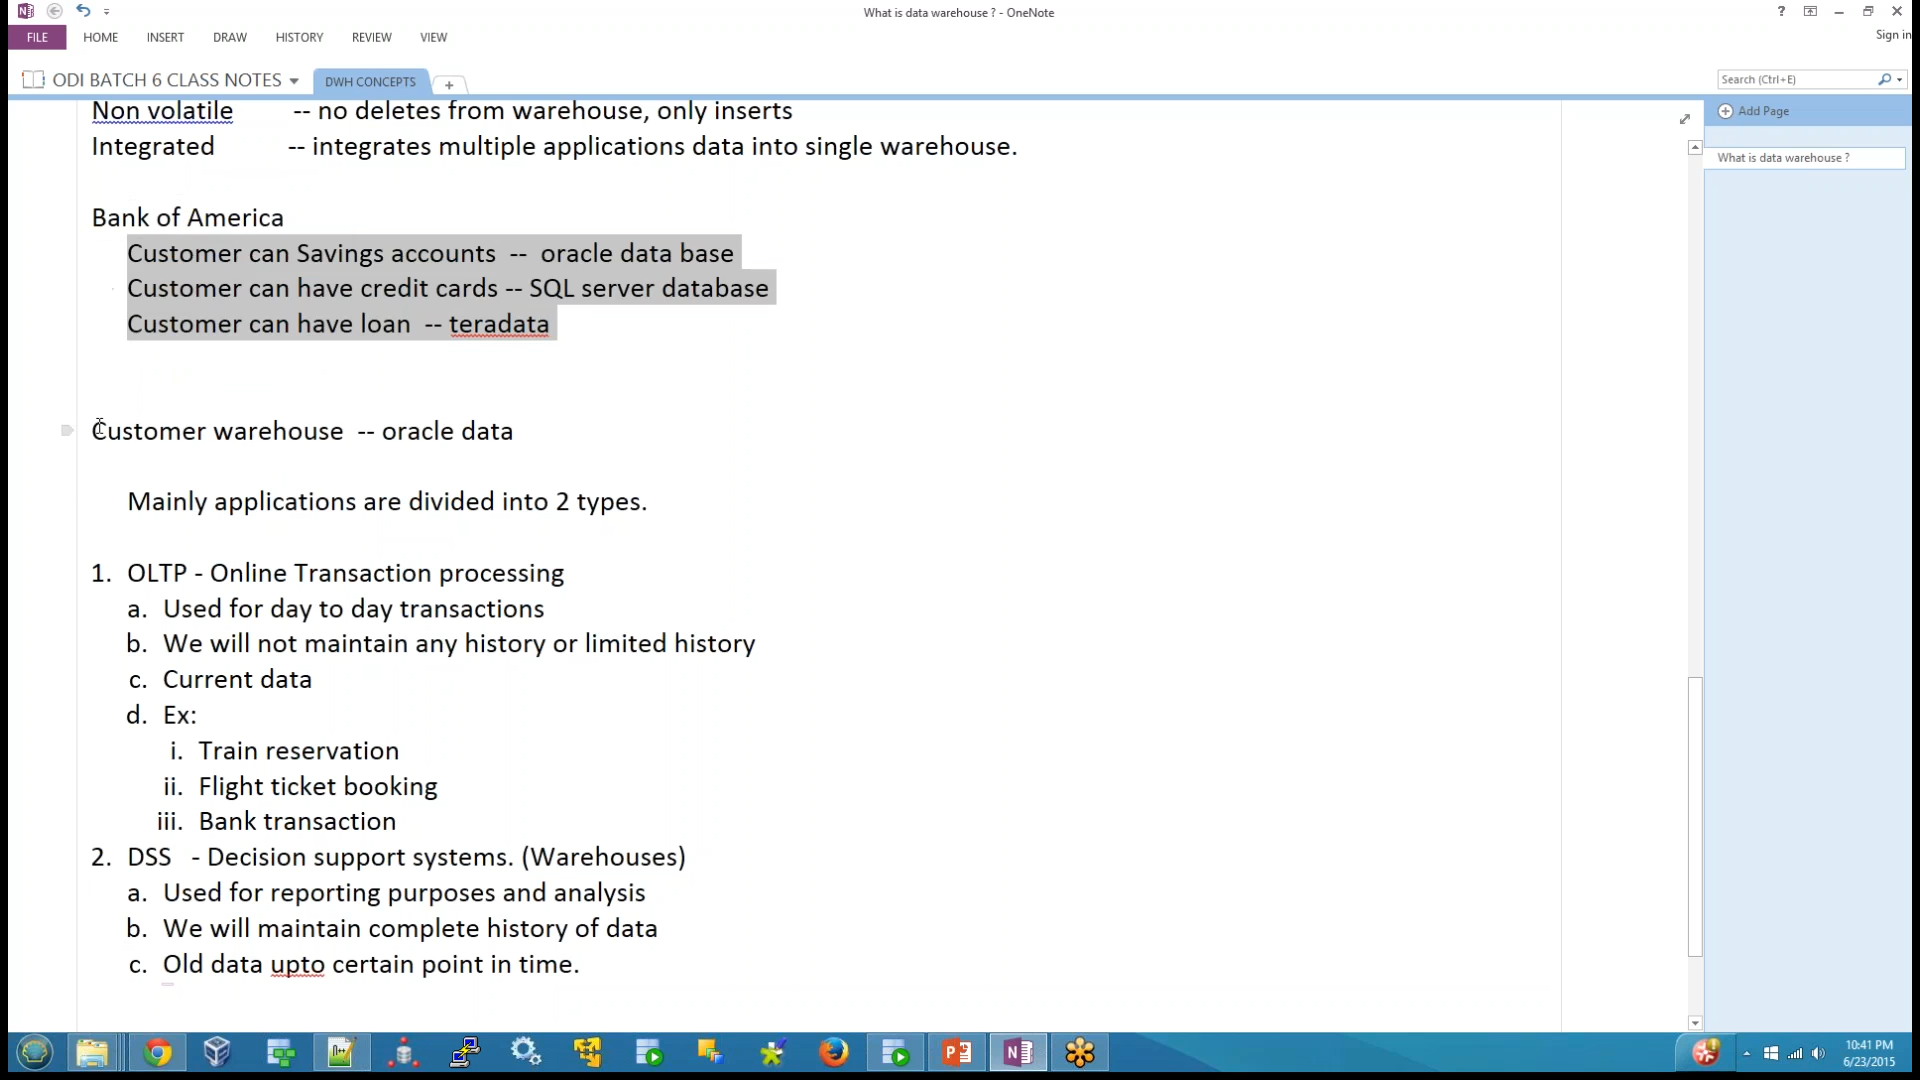 What is data warehouse ? - OneNote
?
Sign in
FILE HOME INSERT DRAW HISTORY REVIEW VIEW
ODI BATCH 6 CLASS NOTES
DWH CONCEPTS
+
Search (Ctrl+E)
Add Page
What is data warehouse ?
Non volatile -- no deletes from warehouse, only inserts
Integrated -- integrates multiple applications data into single warehouse.
Bank of America
Customer can Savings accounts -- oracle data base
Customer can have credit cards -- SQL server database
Customer can have loan -- teradata
Customer warehouse -- oracle data
Mainly applications are divided into 2 types.
1. OLTP - Online Transaction processing
a. Used for day to day transactions
b. We will not maintain any history or limited history
c. Current data
d. Ex:
i. Train reservation
ii. Flight ticket booking
iii. Bank transaction
2. DSS - Decision support systems. (Warehouses)
a. Used for reporting purposes and analysis
b. We will maintain complete history of data
c. Old data upto certain point in time.
10:41 PM
6/23/2015